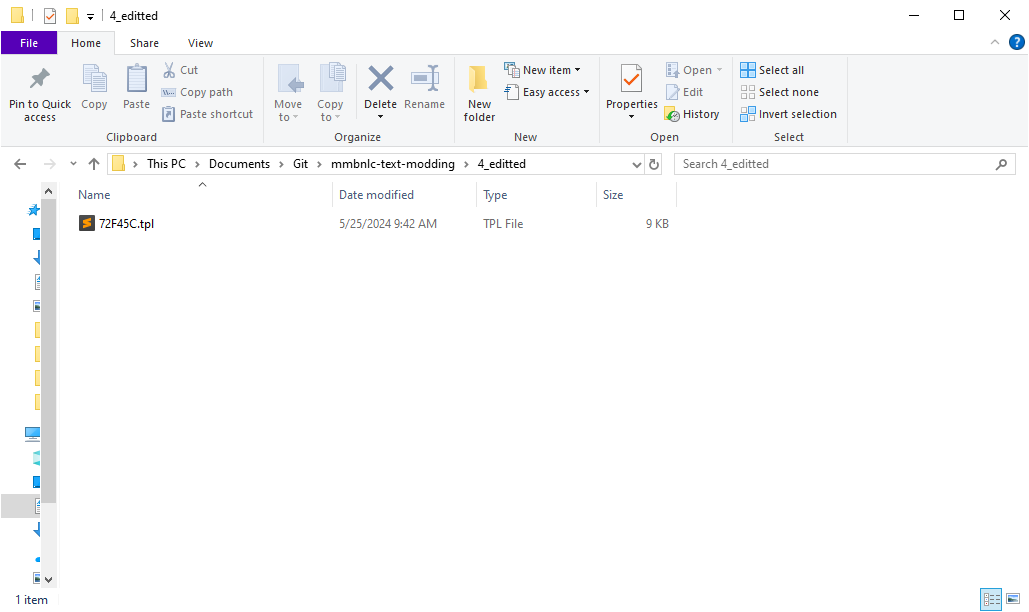 4_editted
File Home Share View
Pin to Quick access
Copy
Paste
Cut
Copy path
Paste shortcut
Clipboard
Move to
Copy to
Delete
Rename
Organize
New folder
New item
Easy access
New
Properties
Open
Edit
History
Open
Select all
Select none
Invert selection
Select
This PC > Documents > Git > mmbnlc-text-modding > 4_editted
Search 4_editted
Name Date modified Type Size
72F45C.tpl 5/25/2024 9:42 AM TPL File 9 KB
1 item